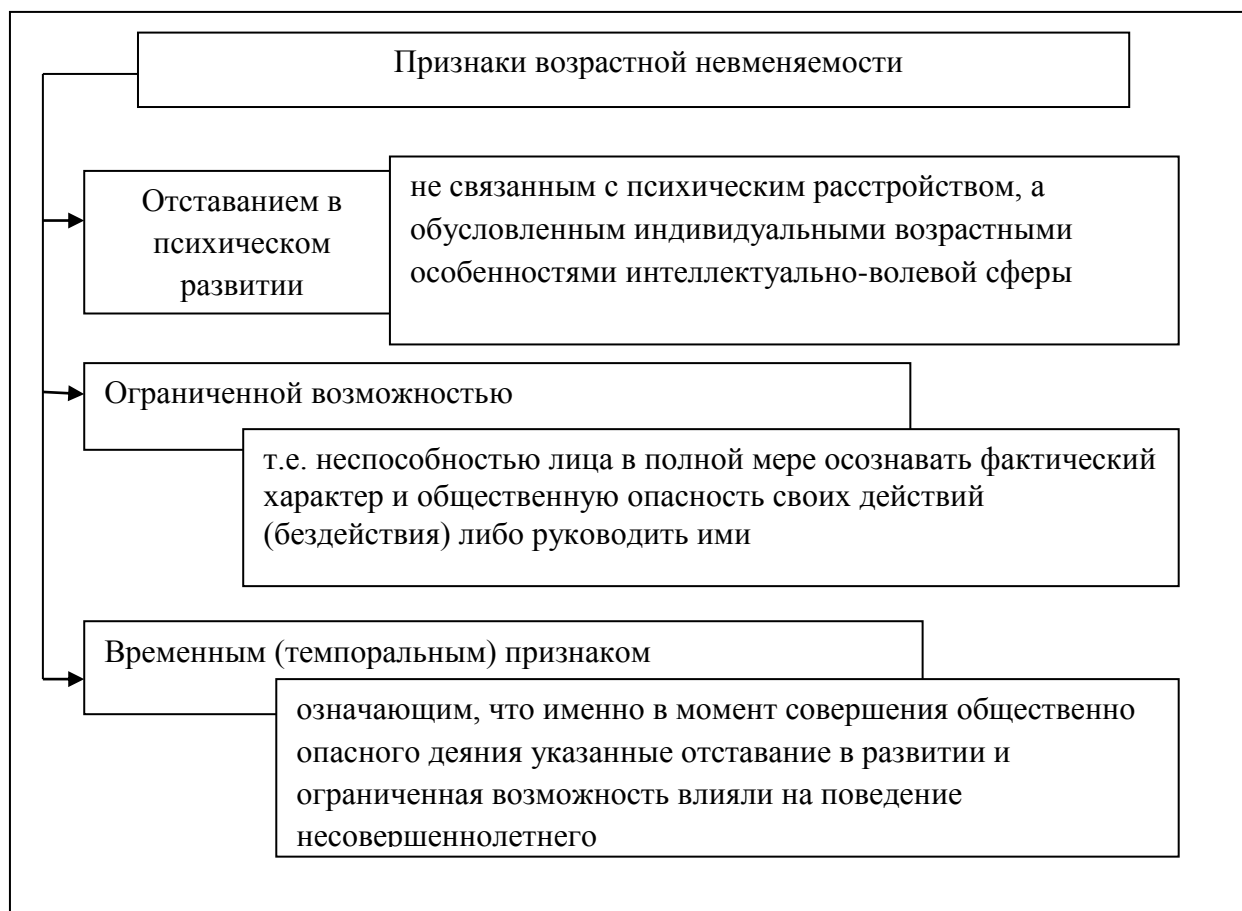 Признаки возрастной невменяемости
Отставанием в
психическом
развитии
не связанным с психическим расстройством, а
обусловленным индивидуальными возрастными
особенностями интеллектуально-волевой сферы
Ограниченной возможностью
т.е. неспособностью лица в полной мере осознавать фактический
характер и общественную опасность своих действий
(бездействия) либо руководить ими
Временным (темпоральным) признаком
означающим, что именно в момент совершения общественно
опасного деяния указанные отставание в развитии и
ограниченная возможность влияли на поведение
несовершеннолетнего